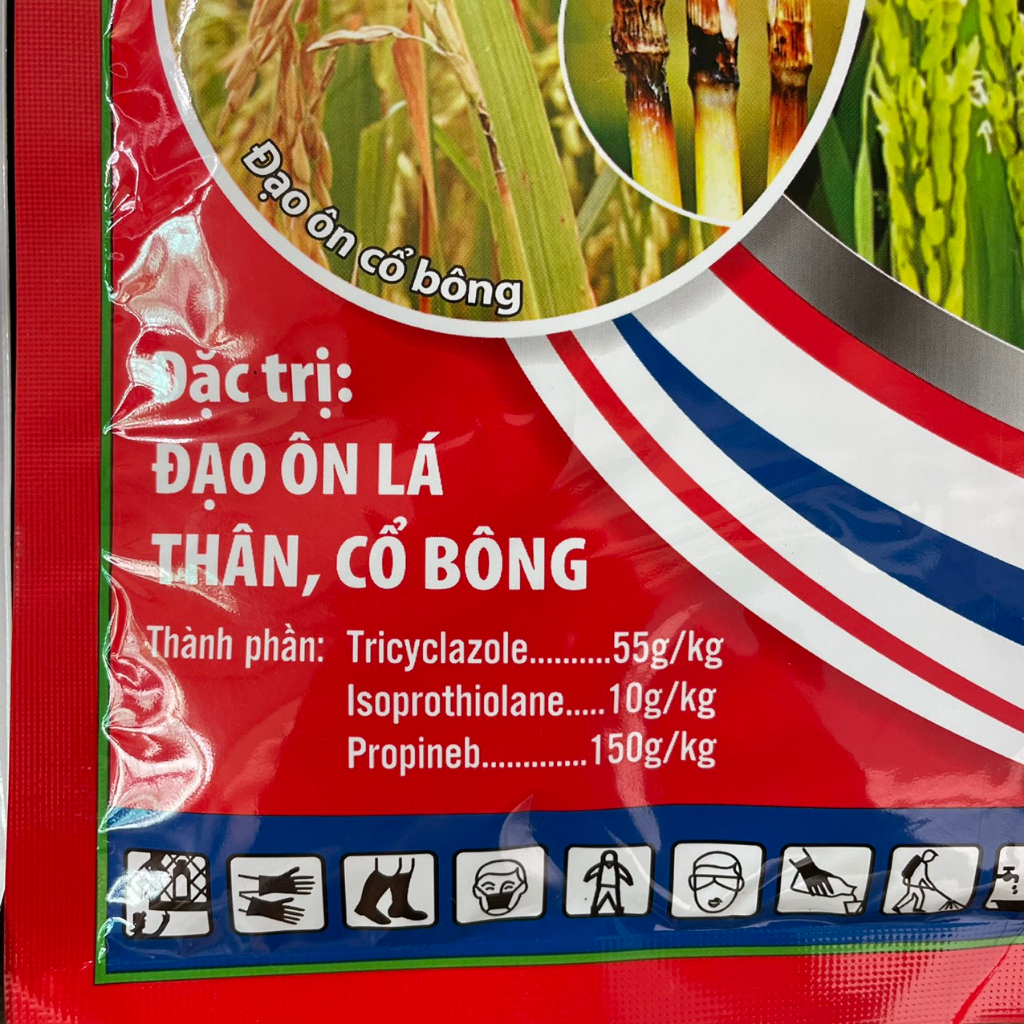 Đạo ôn cổ bông
Đặc trị:
ĐẠO ÔN LÁ
THÂN, CỔ BÔNG
Thành phần: Tricyclazole..........55g/kg
Isoprothiolane.....10g/kg
Propineb.............150g/kg